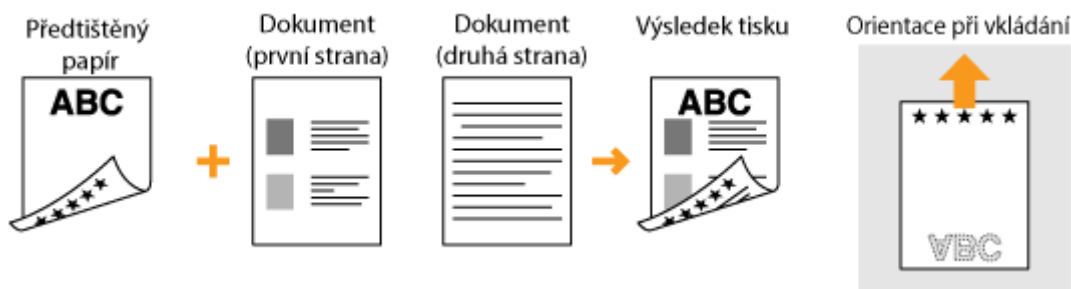 Předtištěný
papír
Dokument
(první strana)
Dokument
(druhá strana)
Výsledek tisku
Orientace při vkládání
ABC
ABC
ABC